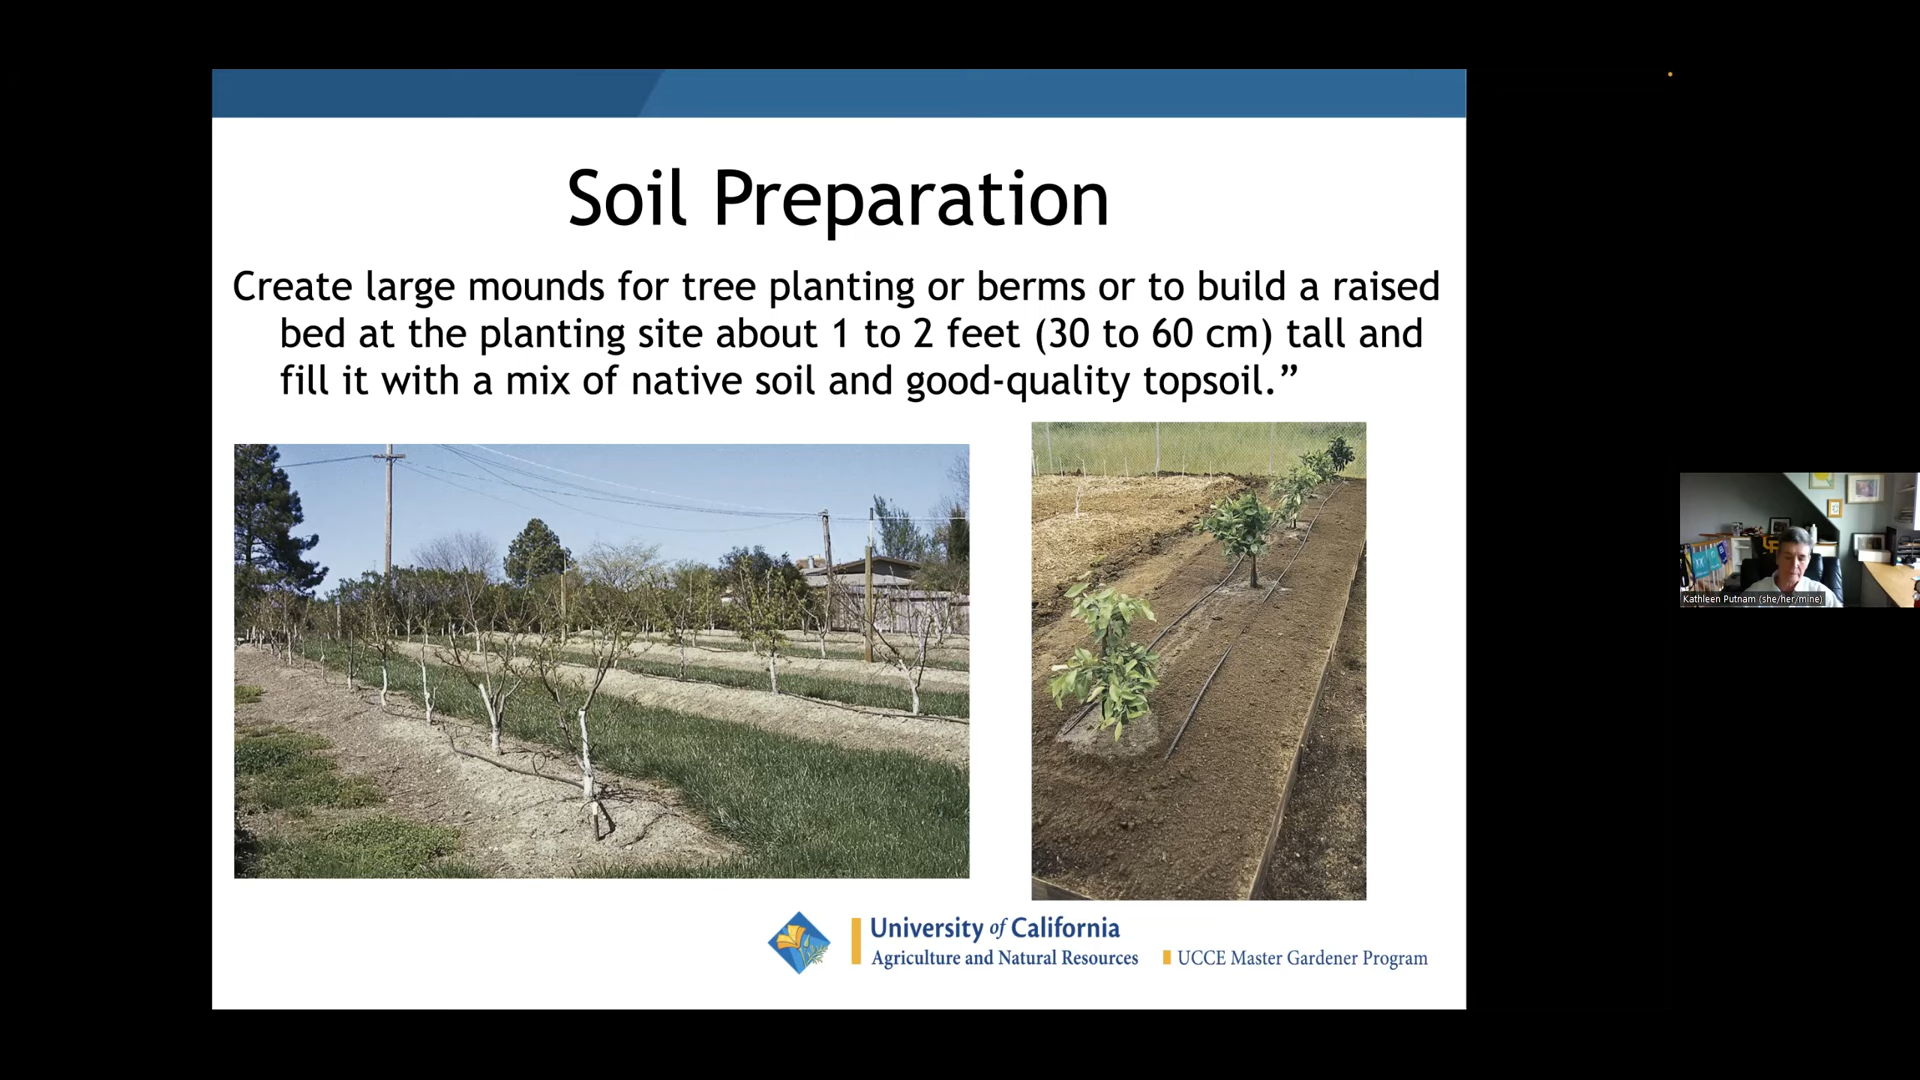 Soil Preparation
Create large mounds for tree planting or berms or to build a raised
bed at the planting site about 1 to 2 feet (30 to 60 cm) tall and
fill it with a mix of native soil and good-quality topsoil.”
University of California
Agriculture and Natural Resources
UCCE Master Gardener Program
Kathleen Putnam (she/her/mine)